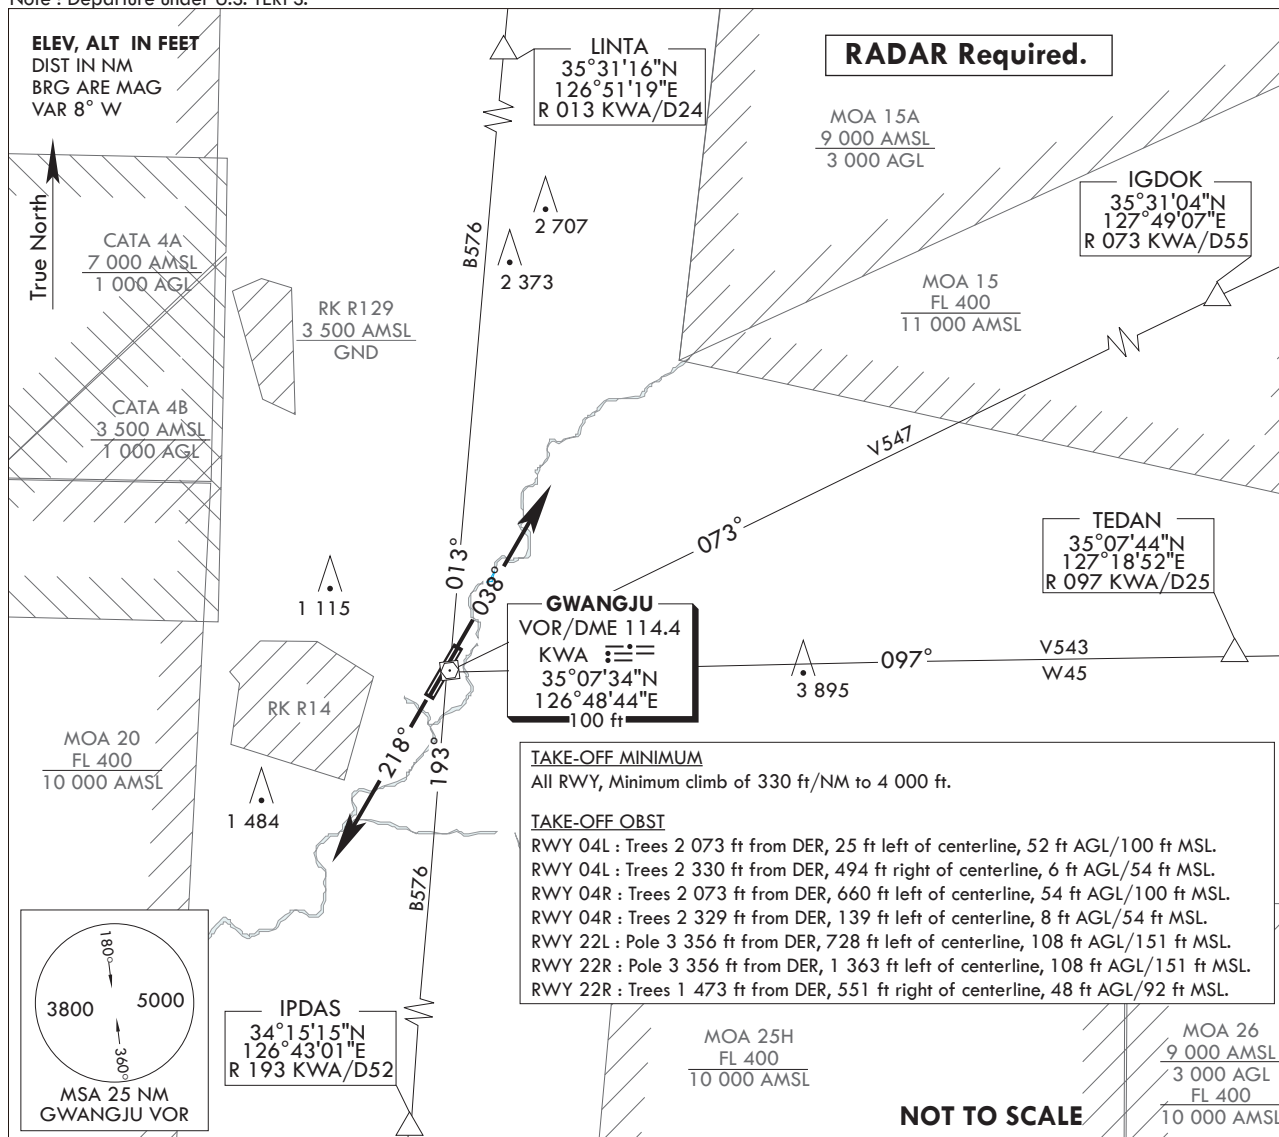 Note : Departure under U.S. TERPS.
ELEV, ALT IN FEET
DIST IN NM
BRG ARE MAG
VAR 8° W
True North
LINTA
35°31'16"N
126°51'19"E
R 013 KWA/D24
RADAR Required.
MOA 15A
9 000 AMSL
3 000 AGL
IGDOK
35°31'04"N
127°49'07"E
R 073 KWA/D55
2 707
2 373
B576
CATA 4A
7 000 AMSL
1 000 AGL
RK R129
3 500 AMSL
GND
MOA 15
FL 400
11 000 AMSL
CATA 4B
3 500 AMSL
1 000 AGL
V547
073°
013°
038
TEDAN
35°07'44"N
127°18'52"E
R 097 KWA/D25
1 115
GWANGJU
VOR/DME 114.4
KWA
35°07'34"N
126°48'44"E
100 ft
097°
V543
W45
3 895
RK R14
MOA 20
FL 400
10 000 AMSL
218°
193°
1 484
B576
TAKE-OFF MINIMUM
All RWY, Minimum climb of 330 ft/NM to 4 000 ft.
TAKE-OFF OBST
RWY 04L : Trees 2 073 ft from DER, 25 ft left of centerline, 52 ft AGL/100 ft MSL.
RWY 04L : Trees 2 330 ft from DER, 494 ft right of centerline, 6 ft AGL/54 ft MSL.
RWY 04R : Trees 2 073 ft from DER, 660 ft left of centerline, 54 ft AGL/100 ft MSL.
RWY 04R : Trees 2 329 ft from DER, 139 ft left of centerline, 8 ft AGL/54 ft MSL.
RWY 22L : Pole 3 356 ft from DER, 728 ft left of centerline, 108 ft AGL/151 ft MSL.
RWY 22R : Pole 3 356 ft from DER, 1 363 ft left of centerline, 108 ft AGL/151 ft MSL.
RWY 22R : Trees 1 473 ft from DER, 551 ft right of centerline, 48 ft AGL/92 ft MSL.
180°
3800
5000
360°
MSA 25 NM
GWANGJU VOR
IPDAS
34°15'15"N
126°43'01"E
R 193 KWA/D52
MOA 25H
FL 400
10 000 AMSL
MOA 26
9 000 AMSL
3 000 AGL
FL 400
10 000 AMSL
NOT TO SCALE